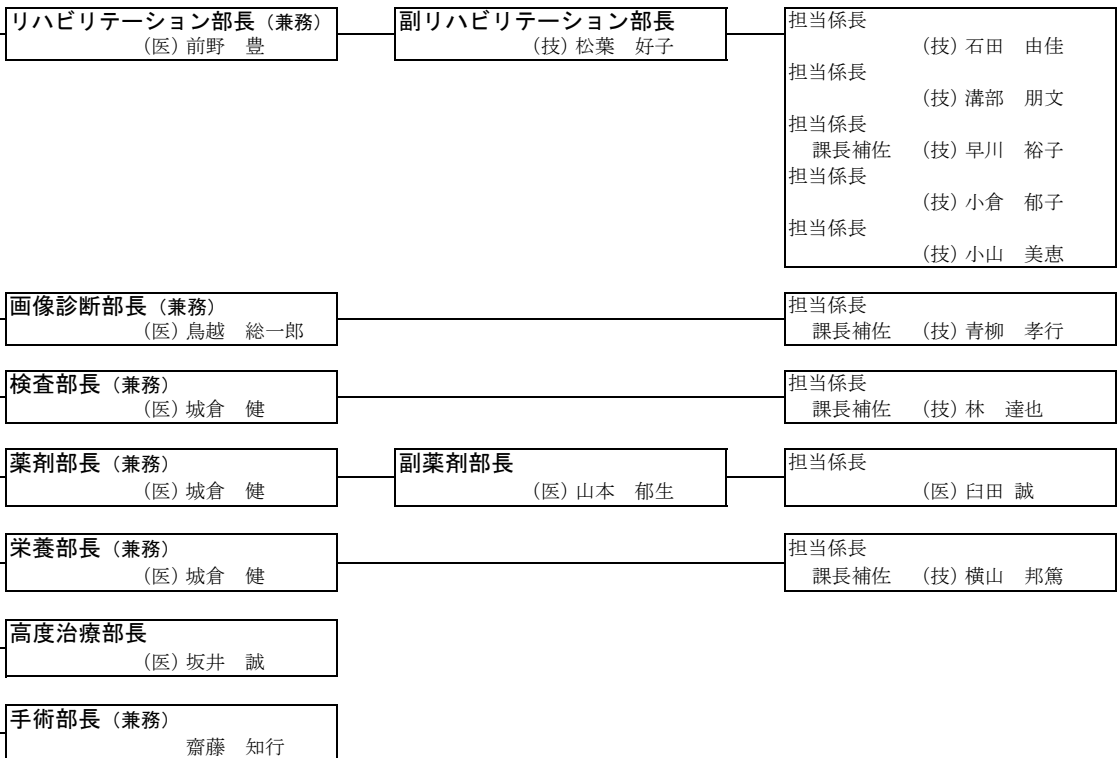 リハビリテーション部長（兼務）
（医）前野　豊
副リハビリテーション部長
（技）松葉　好子
担当係長
（技）石田　由佳
担当係長
（技）溝部　朋文
担当係長
課長補佐　（技）早川　裕子
担当係長
（技）小倉　郁子
担当係長
（技）小山　美恵
画像診断部長（兼務）
（医）鳥越　総一郎
担当係長
課長補佐　（技）青柳　孝行
検査部長（兼務）
（医）城倉　健
担当係長
課長補佐　（技）林　達也
薬剤部長（兼務）
（医）城倉　健
副薬剤部長
（医）山本　郁生
担当係長
（医）臼田 誠
栄養部長（兼務）
（医）城倉　健
担当係長
課長補佐　（技）横山　邦篤
高度治療部長
（医）坂井　誠
手術部長（兼務）
齋藤　知行